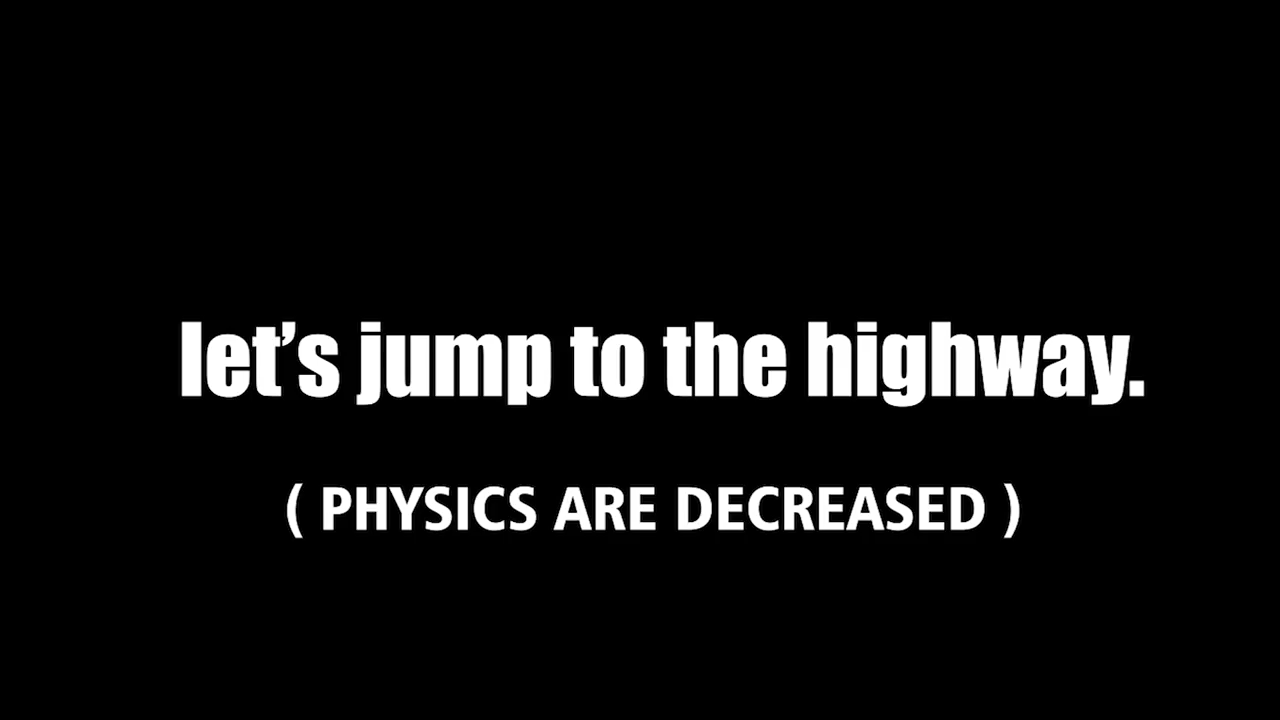 let’s jump to the highway.
( PHYSICS ARE DECREASED )